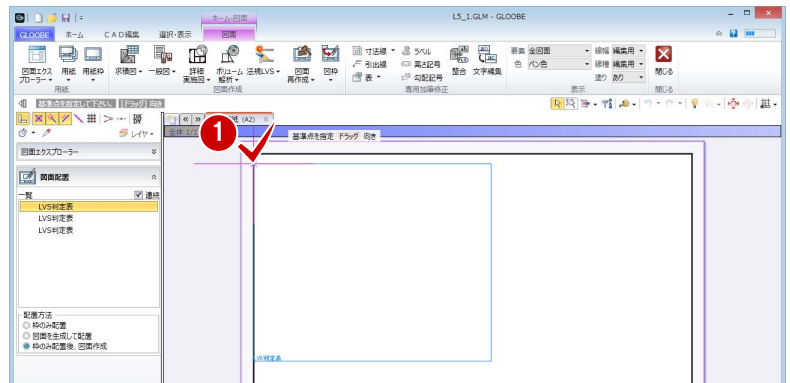 ホーム-図面
L5_1.GLM - GLOOBE
GLOOBE ホーム CAD編集 選択・表示 図面
図面エクスプローラー
用紙
用紙枠
求積図
一般図
詳細実施図
ボリューム解析
法規LVS
図面再作成
図枠
寸法線
引出線
表
ラベル
高さ記号
勾配記号
整合
文字編集
要素 全図面
色 ペン色
線幅 編集用
線種 編集用
塗り あり
閉じる
用紙 図面作成 専用加筆修正 表示 閉じる
基準点を指定して下さい。 [ドラッグ] 向き
レイヤ
(A2)
全体 1/1
1
基準点を指定 ドラッグ 向き
図面エクスプローラー
図面配置
一覧 連続
LVS判定表
LVS判定表
LVS判定表
LVS判定表
配置方法
枠のみ配置
図面を生成して配置
枠のみ配置後、図面作成